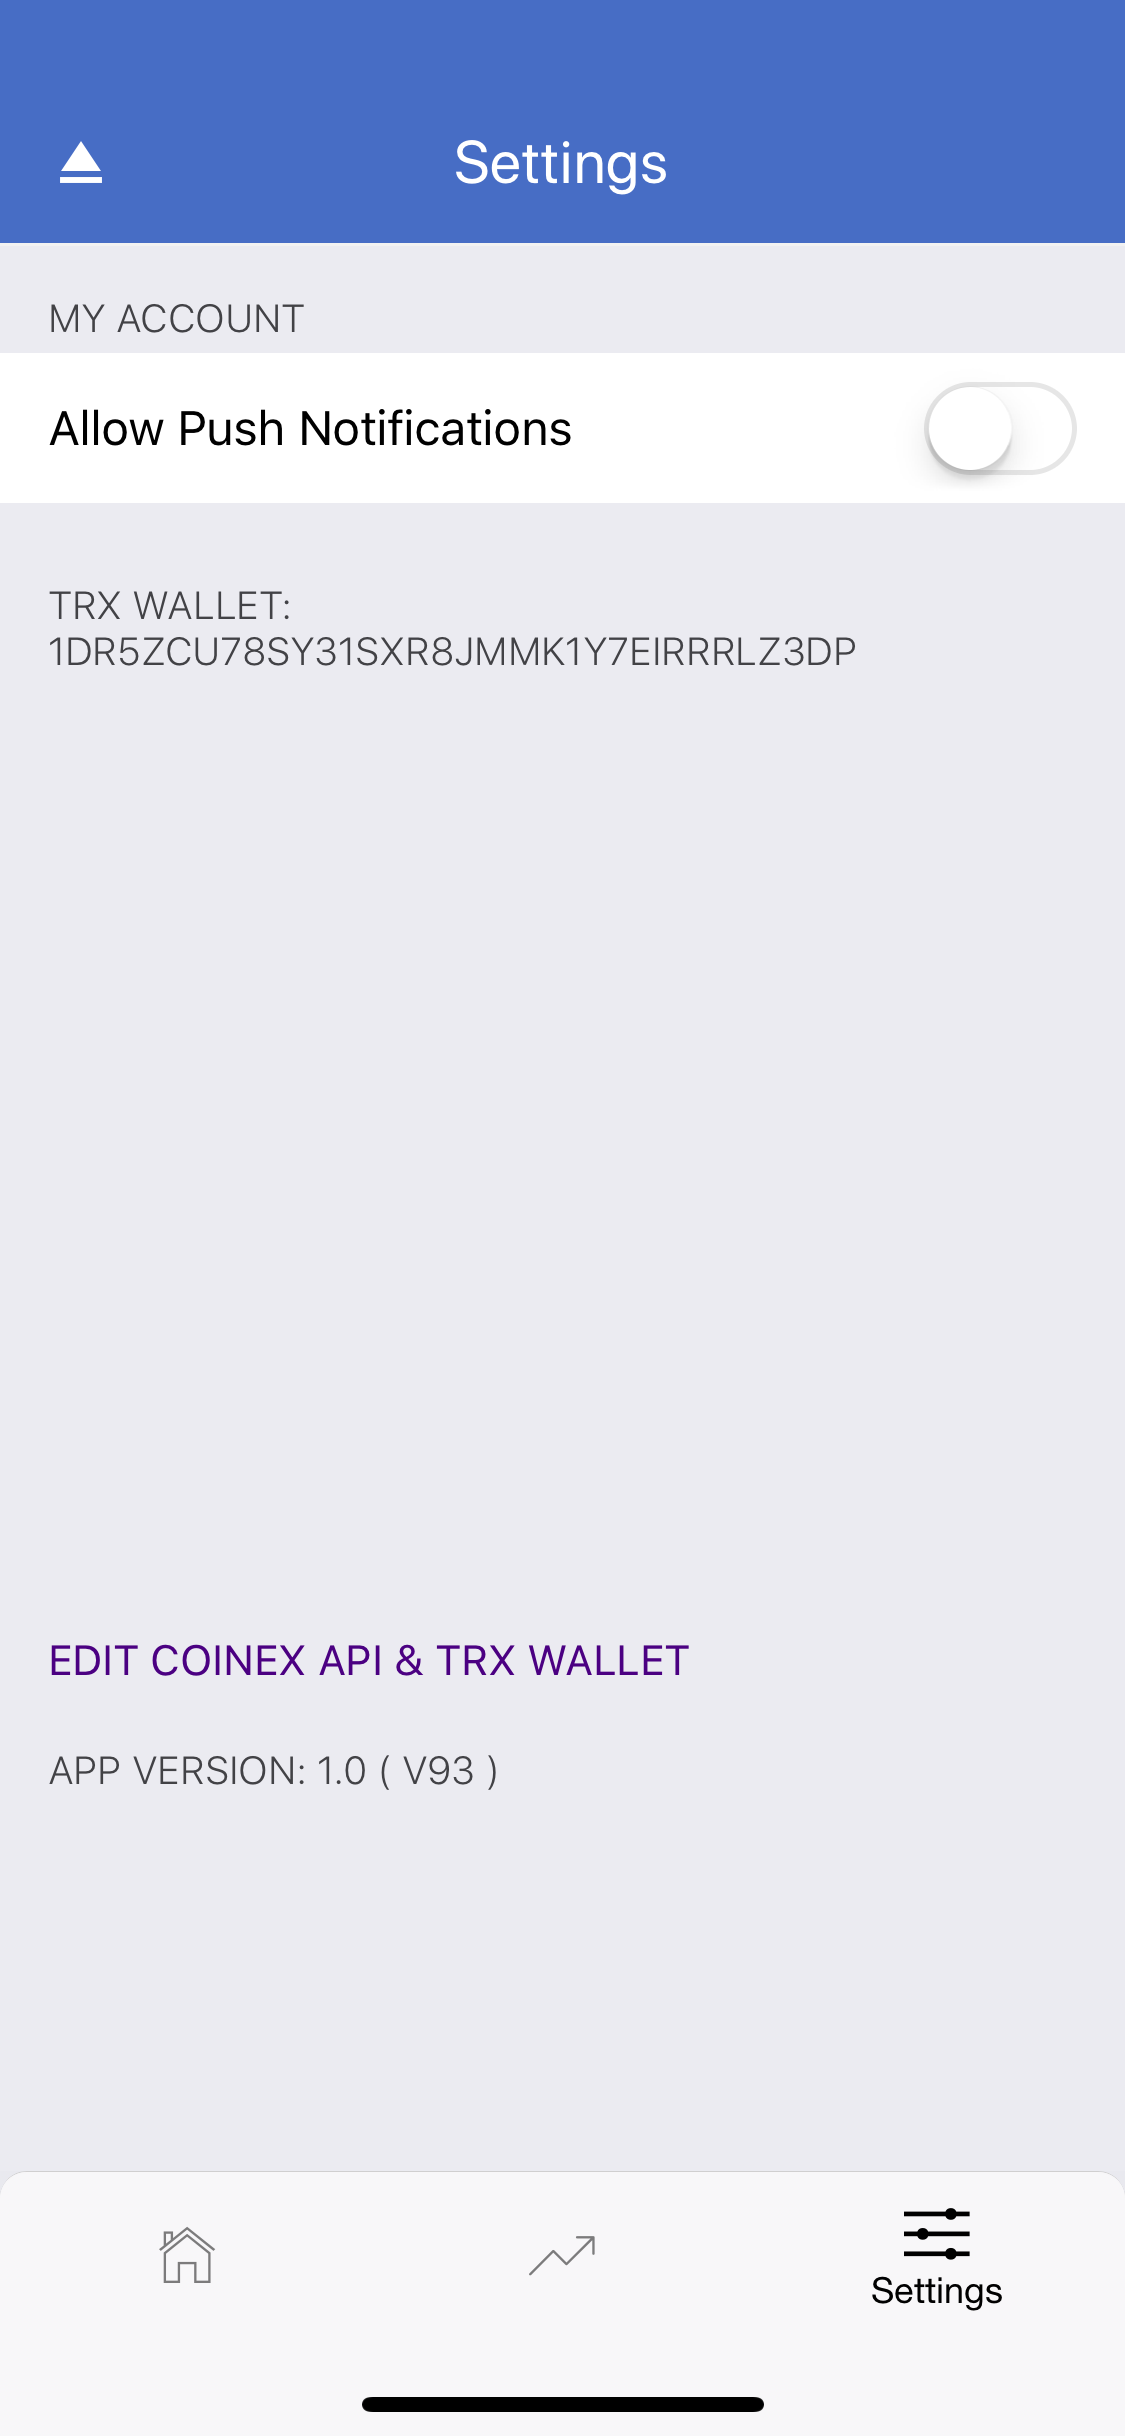 Settings
MY ACCOUNT
Allow Push Notifications
TRX WALLET:
1DR5ZCU78SY31SXR8JMMK1Y7EIRRRLZ3DP
EDIT COINEX API & TRX WALLET
APP VERSION: 1.0 ( V93 )
Settings